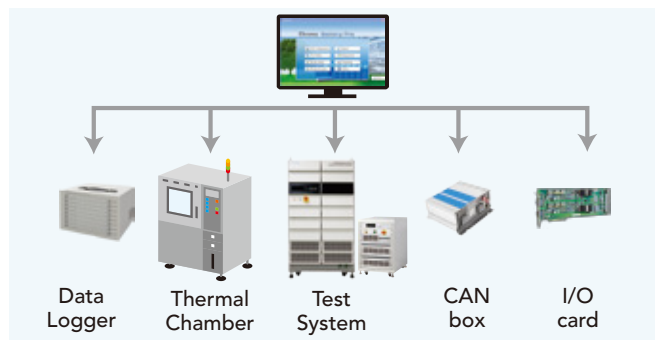 Data
Logger
Thermal
Chamber
Test
System
CAN
box
I/O
card